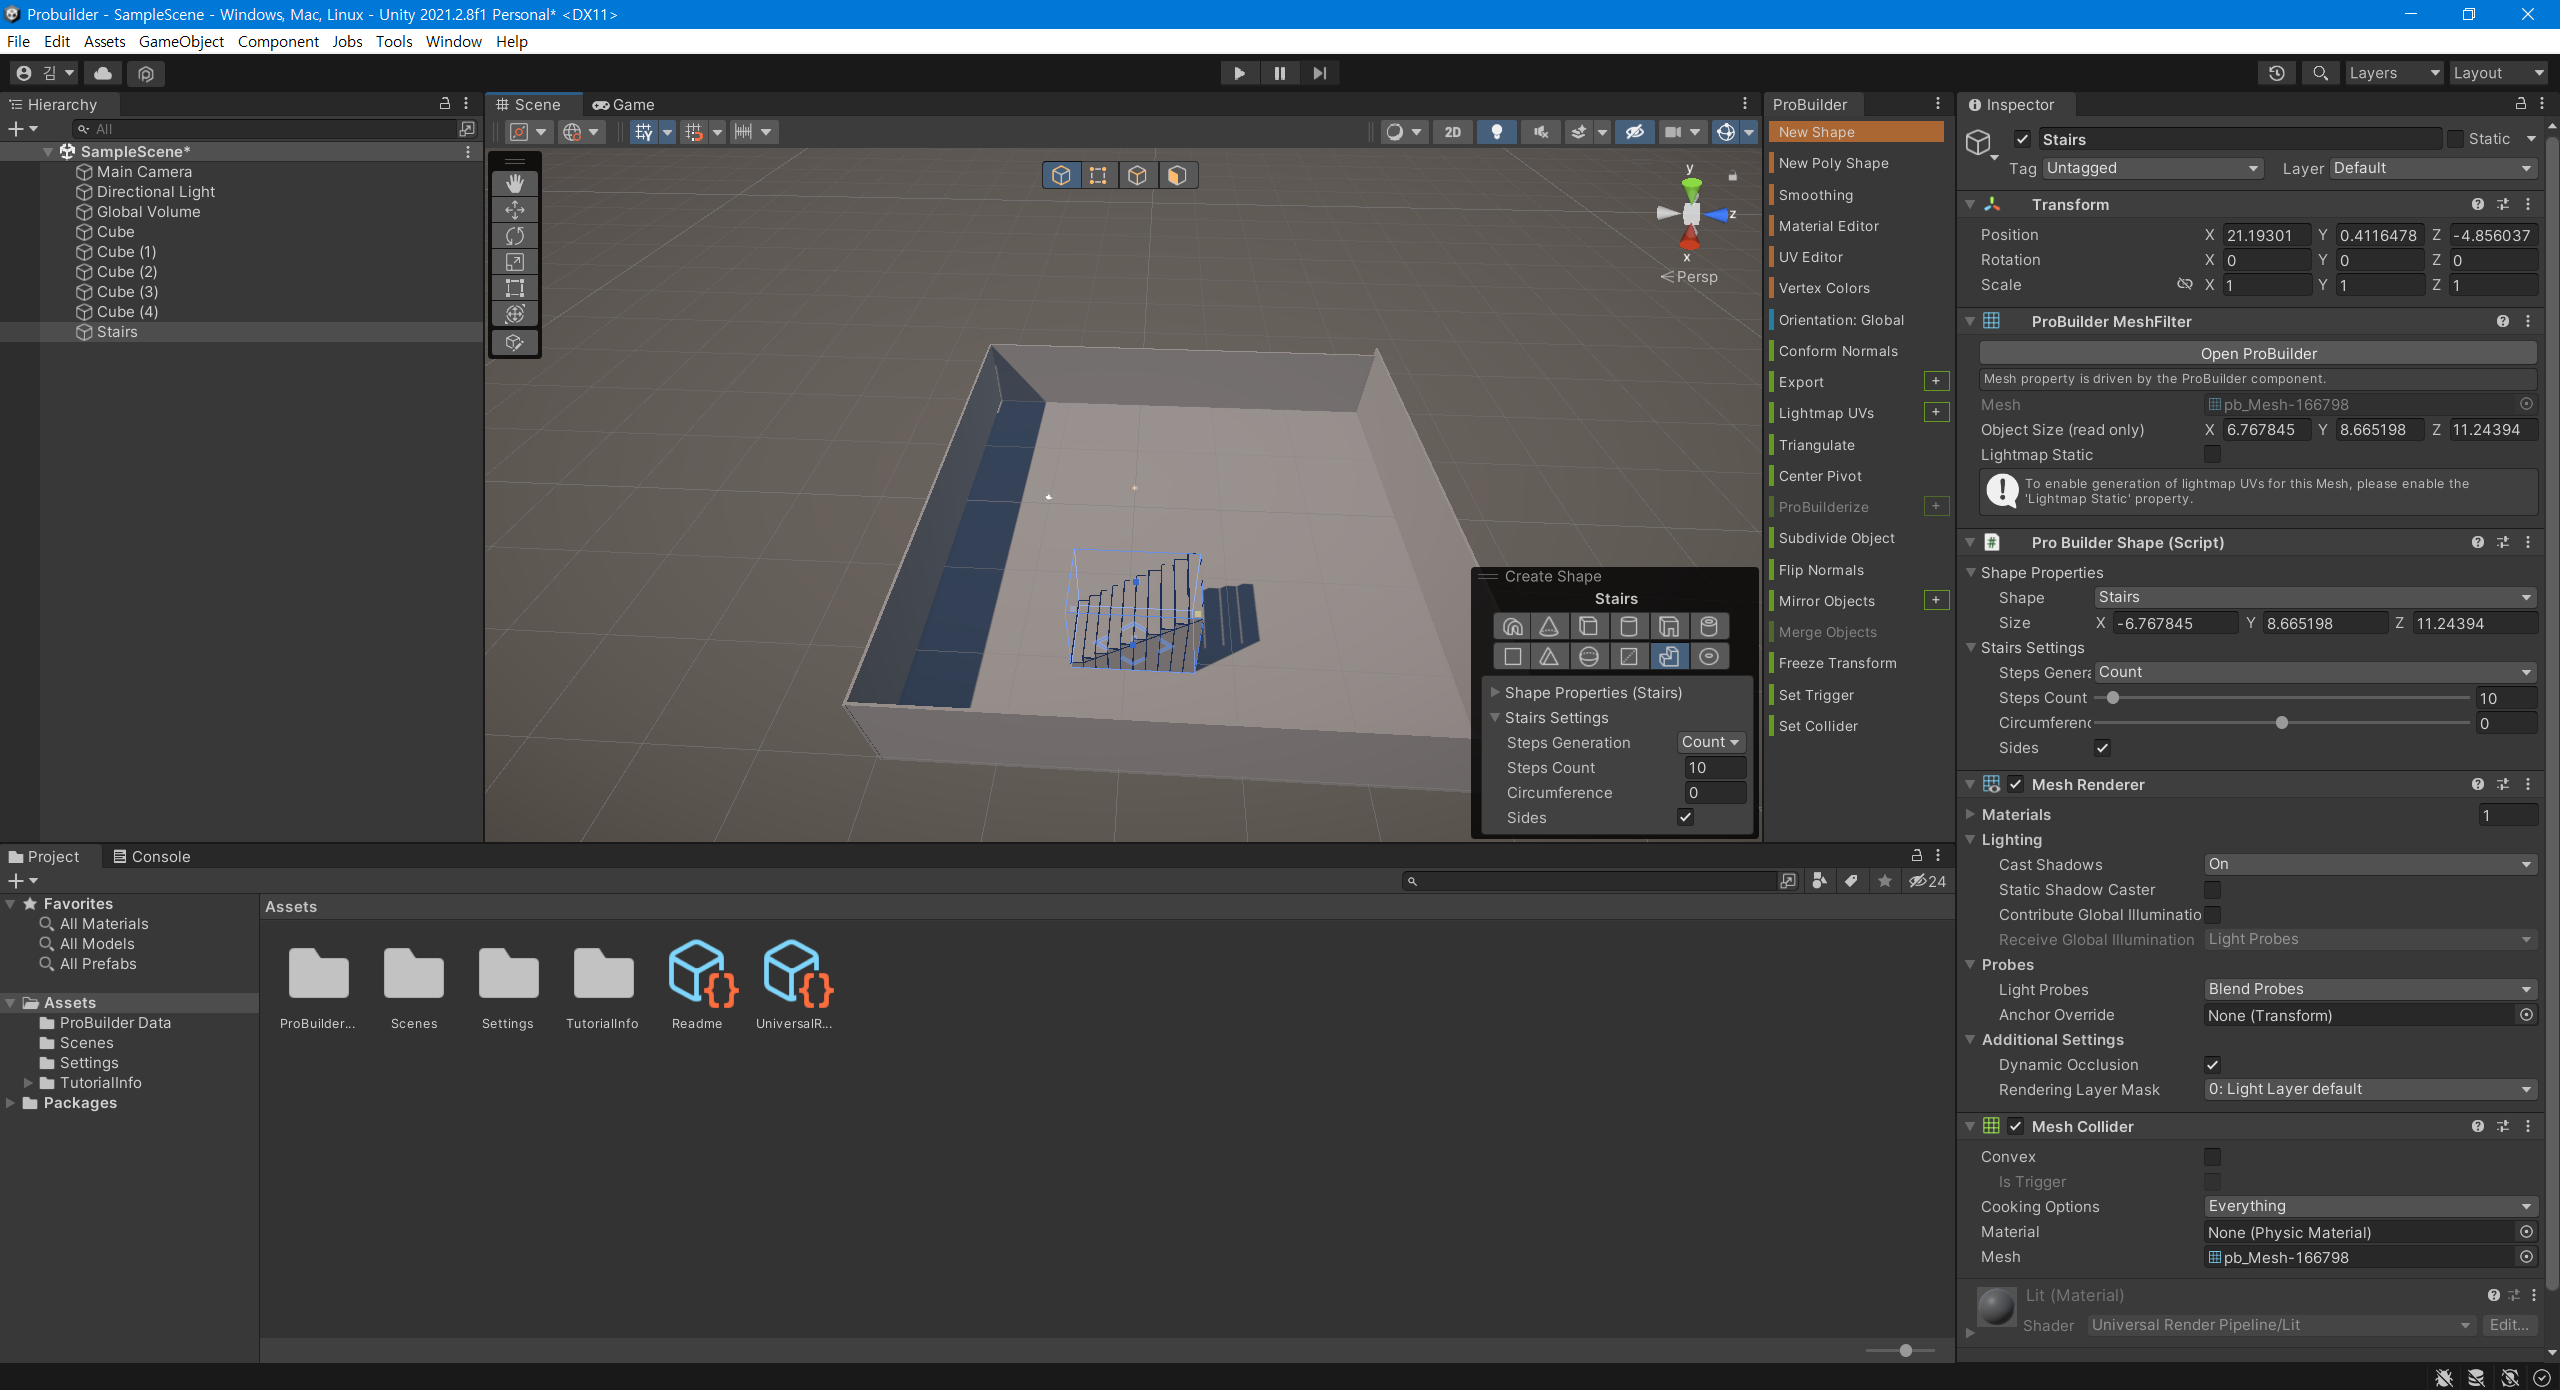 Probuilder - SampleScene - Windows, Mac, Linux - Unity 2021.2.8f1 Personal* <DX11>
File Edit Assets GameObject Component Jobs Tools Window Help
김
Layers
Layout
Hierarchy
All
SampleScene*
Main Camera
Directional Light
Global Volume
Cube
Cube (1)
Cube (2)
Cube (3)
Cube (4)
Stairs
Scene
Game
2D
y
z
x
Persp
Create Shape
Stairs
Shape Properties (Stairs)
Stairs Settings
Steps Generation Count
Steps Count 10
Circumference 0
Sides
ProBuilder
New Shape
New Poly Shape
Smoothing
Material Editor
UV Editor
Vertex Colors
Orientation: Global
Conform Normals
Export +
Lightmap UVs +
Triangulate
Center Pivot
ProBuilderize +
Subdivide Object
Flip Normals
Mirror Objects +
Merge Objects
Freeze Transform
Set Trigger
Set Collider
Inspector
Stairs
Static
Tag Untagged Layer Default
Transform
Position X 21.19301 Y 0.4116478 Z -4.856037
Rotation X 0 Y 0 Z 0
Scale X 1 Y 1 Z 1
ProBuilder MeshFilter
Open ProBuilder
Mesh property is driven by the ProBuilder component.
Mesh pb_Mesh-166798
Object Size (read only) X 6.767845 Y 8.665198 Z 11.24394
Lightmap Static
To enable generation of lightmap UVs for this Mesh, please enable the
'Lightmap Static' property.
Pro Builder Shape (Script)
Shape Properties
Shape Stairs
Size X -6.767845 Y 8.665198 Z 11.24394
Stairs Settings
Steps Genera Count
Steps Count 10
Circumferenc 0
Sides
Mesh Renderer
Materials 1
Lighting
Cast Shadows On
Static Shadow Caster
Contribute Global Illuminatio
Receive Global Illumination Light Probes
Probes
Light Probes Blend Probes
Anchor Override None (Transform)
Additional Settings
Dynamic Occlusion
Rendering Layer Mask 0: Light Layer default
Mesh Collider
Convex
Is Trigger
Cooking Options Everything
Material None (Physic Material)
Mesh pb_Mesh-166798
Lit (Material)
Shader Universal Render Pipeline/Lit Edit...
Project
Console
24
Favorites
All Materials
All Models
All Prefabs
Assets
ProBuilder Data
Scenes
Settings
TutorialInfo
Packages
Assets
ProBuilder... Scenes Settings TutorialInfo Readme UniversalR...